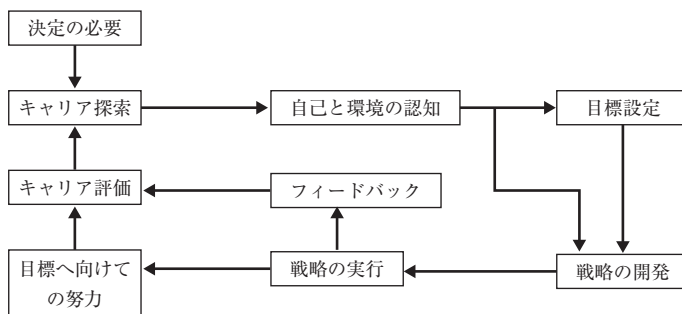 決定の必要
キャリア探索
自己と環境の認知
目標設定
キャリア評価
フィードバック
目標へ向けて
の努力
戦略の実行
戦略の開発